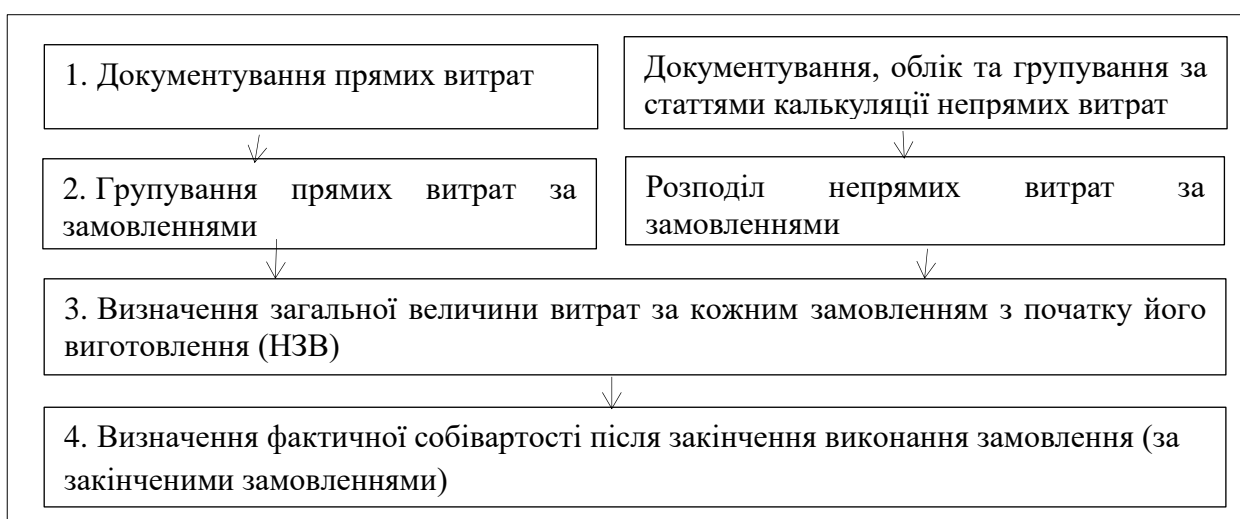 1. Документування прямих витрат
Документування, облік та групування за
статтями калькуляції непрямих витрат
2. Групування прямих витрат за
замовленнями
Розподіл непрямих витрат за
замовленнями
3. Визначення загальної величини витрат за кожним замовленням з початку його
виготовлення (НЗВ)
4. Визначення фактичної собівартості після закінчення виконання замовлення (за
закінченими замовленнями)